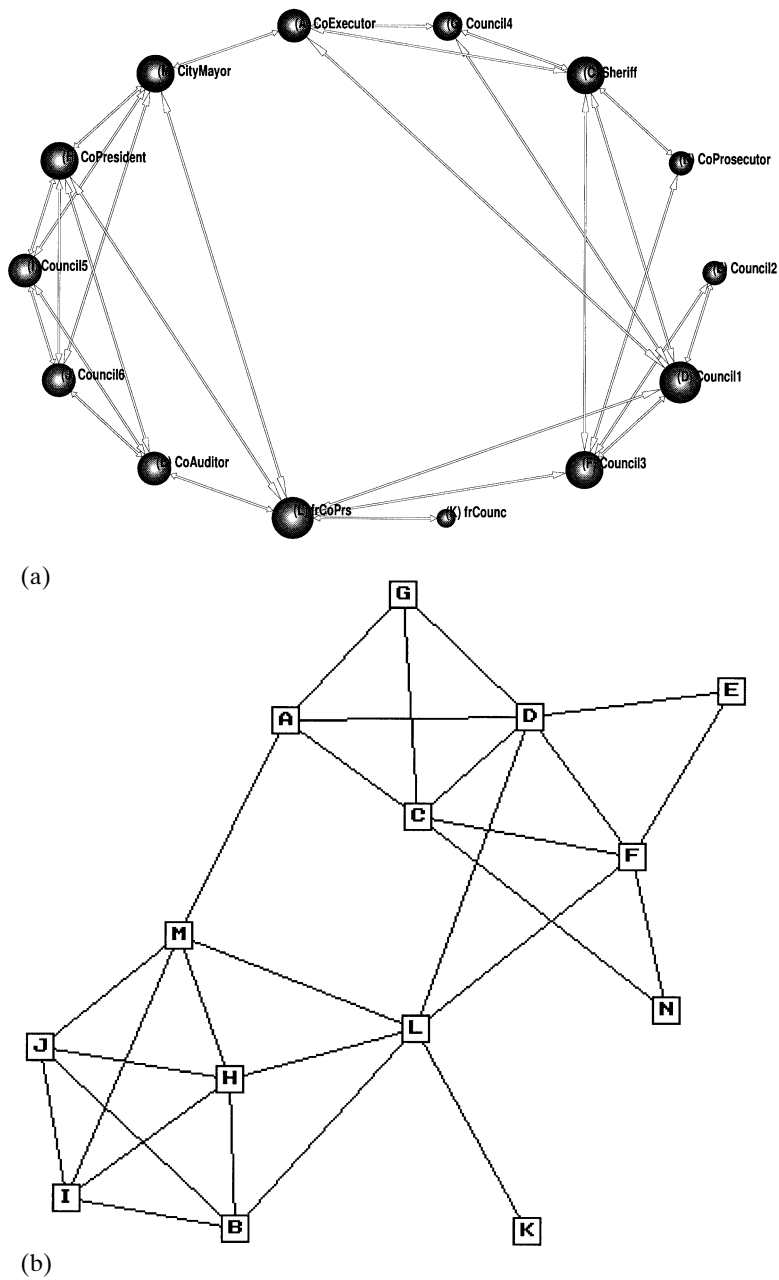 (A) CoExecutor
(G) Council4
(M) CityMayor
(C) Sheriff
(H) CoPresident
(N) CoProsecutor
(I) Council5
(E) Council2
(J) Council6
(D) Council1
(B) CoAuditor
(F) Council3
(L) frCoPrs
(K) frCounc
(a)
G
E
A
D
C
F
M
N
L
J
H
I
B
K
(b)